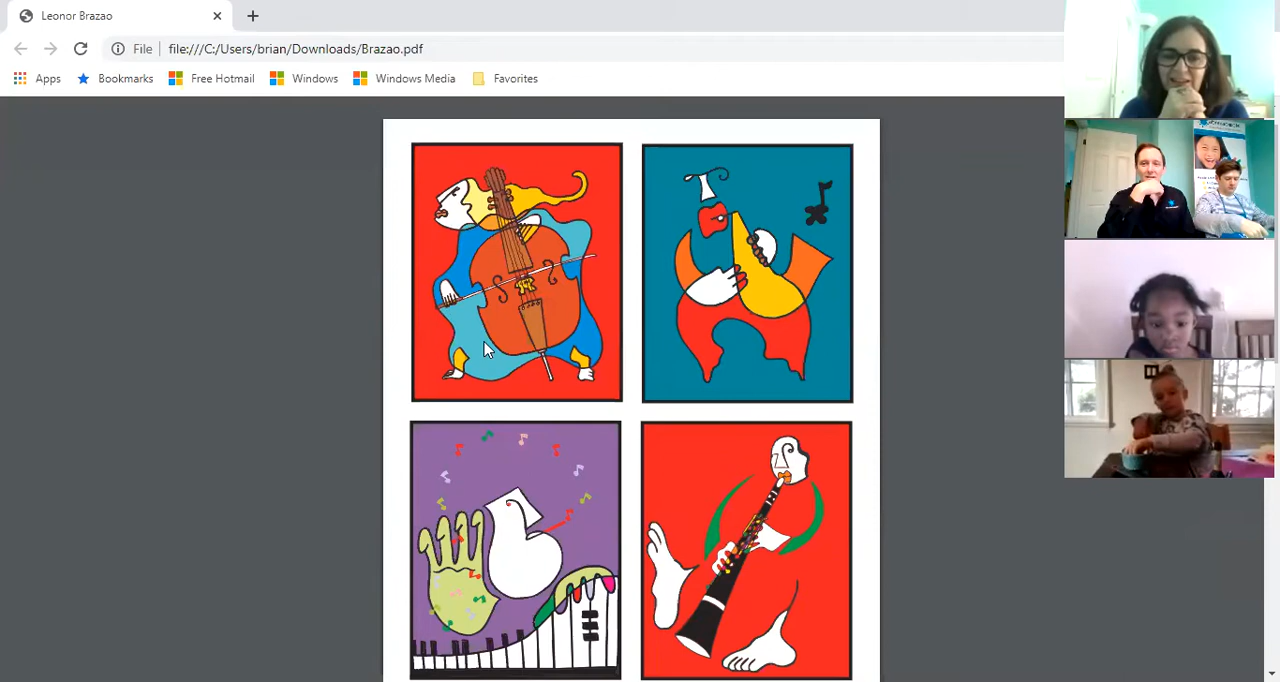 Leonor Brazao
File file:///C:/Users/brian/Downloads/Brazao.pdf
Apps Bookmarks Free Hotmail Windows Windows Media Favorites